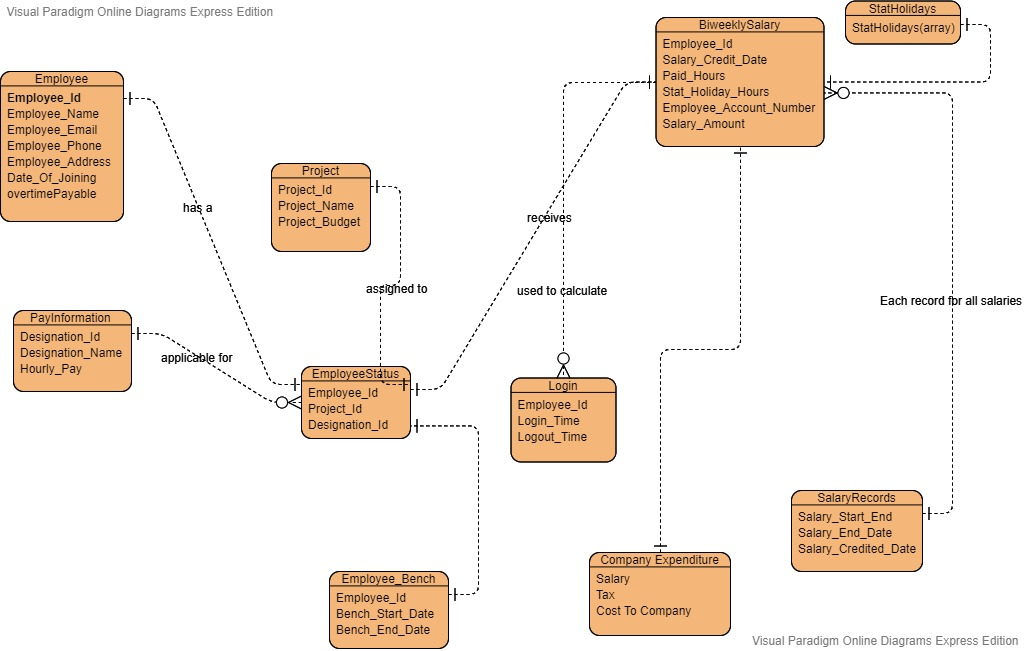 Visual Paradigm Online Diagrams Express Edition
StatHolidays
StatHolidays(array)
BiweeklySalary
Employee_Id
Salary_Credit_Date
Paid_Hours
Stat_Holiday_Hours
Employee_Account_Number
Salary_Amount
Employee
Employee_Id
Employee_Name
Employee_Email
Employee_Phone
Employee_Address
Date_Of_Joining
overtimePayable
Project
Project_Id
Project_Name
Project_Budget
has a
receives
assigned to
used to calculate
Each record for all salaries
PayInformation
Designation_Id
Designation_Name
Hourly_Pay
applicable for
EmployeeStatus
Employee_Id
Project_Id
Designation_Id
Login
Employee_Id
Login_Time
Logout_Time
SalaryRecords
Salary_Start_End
Salary_End_Date
Salary_Credited_Date
Company Expenditure
Salary
Tax
Cost To Company
Employee_Bench
Employee_Id
Bench_Start_Date
Bench_End_Date
Visual Paradigm Online Diagrams Express Edition